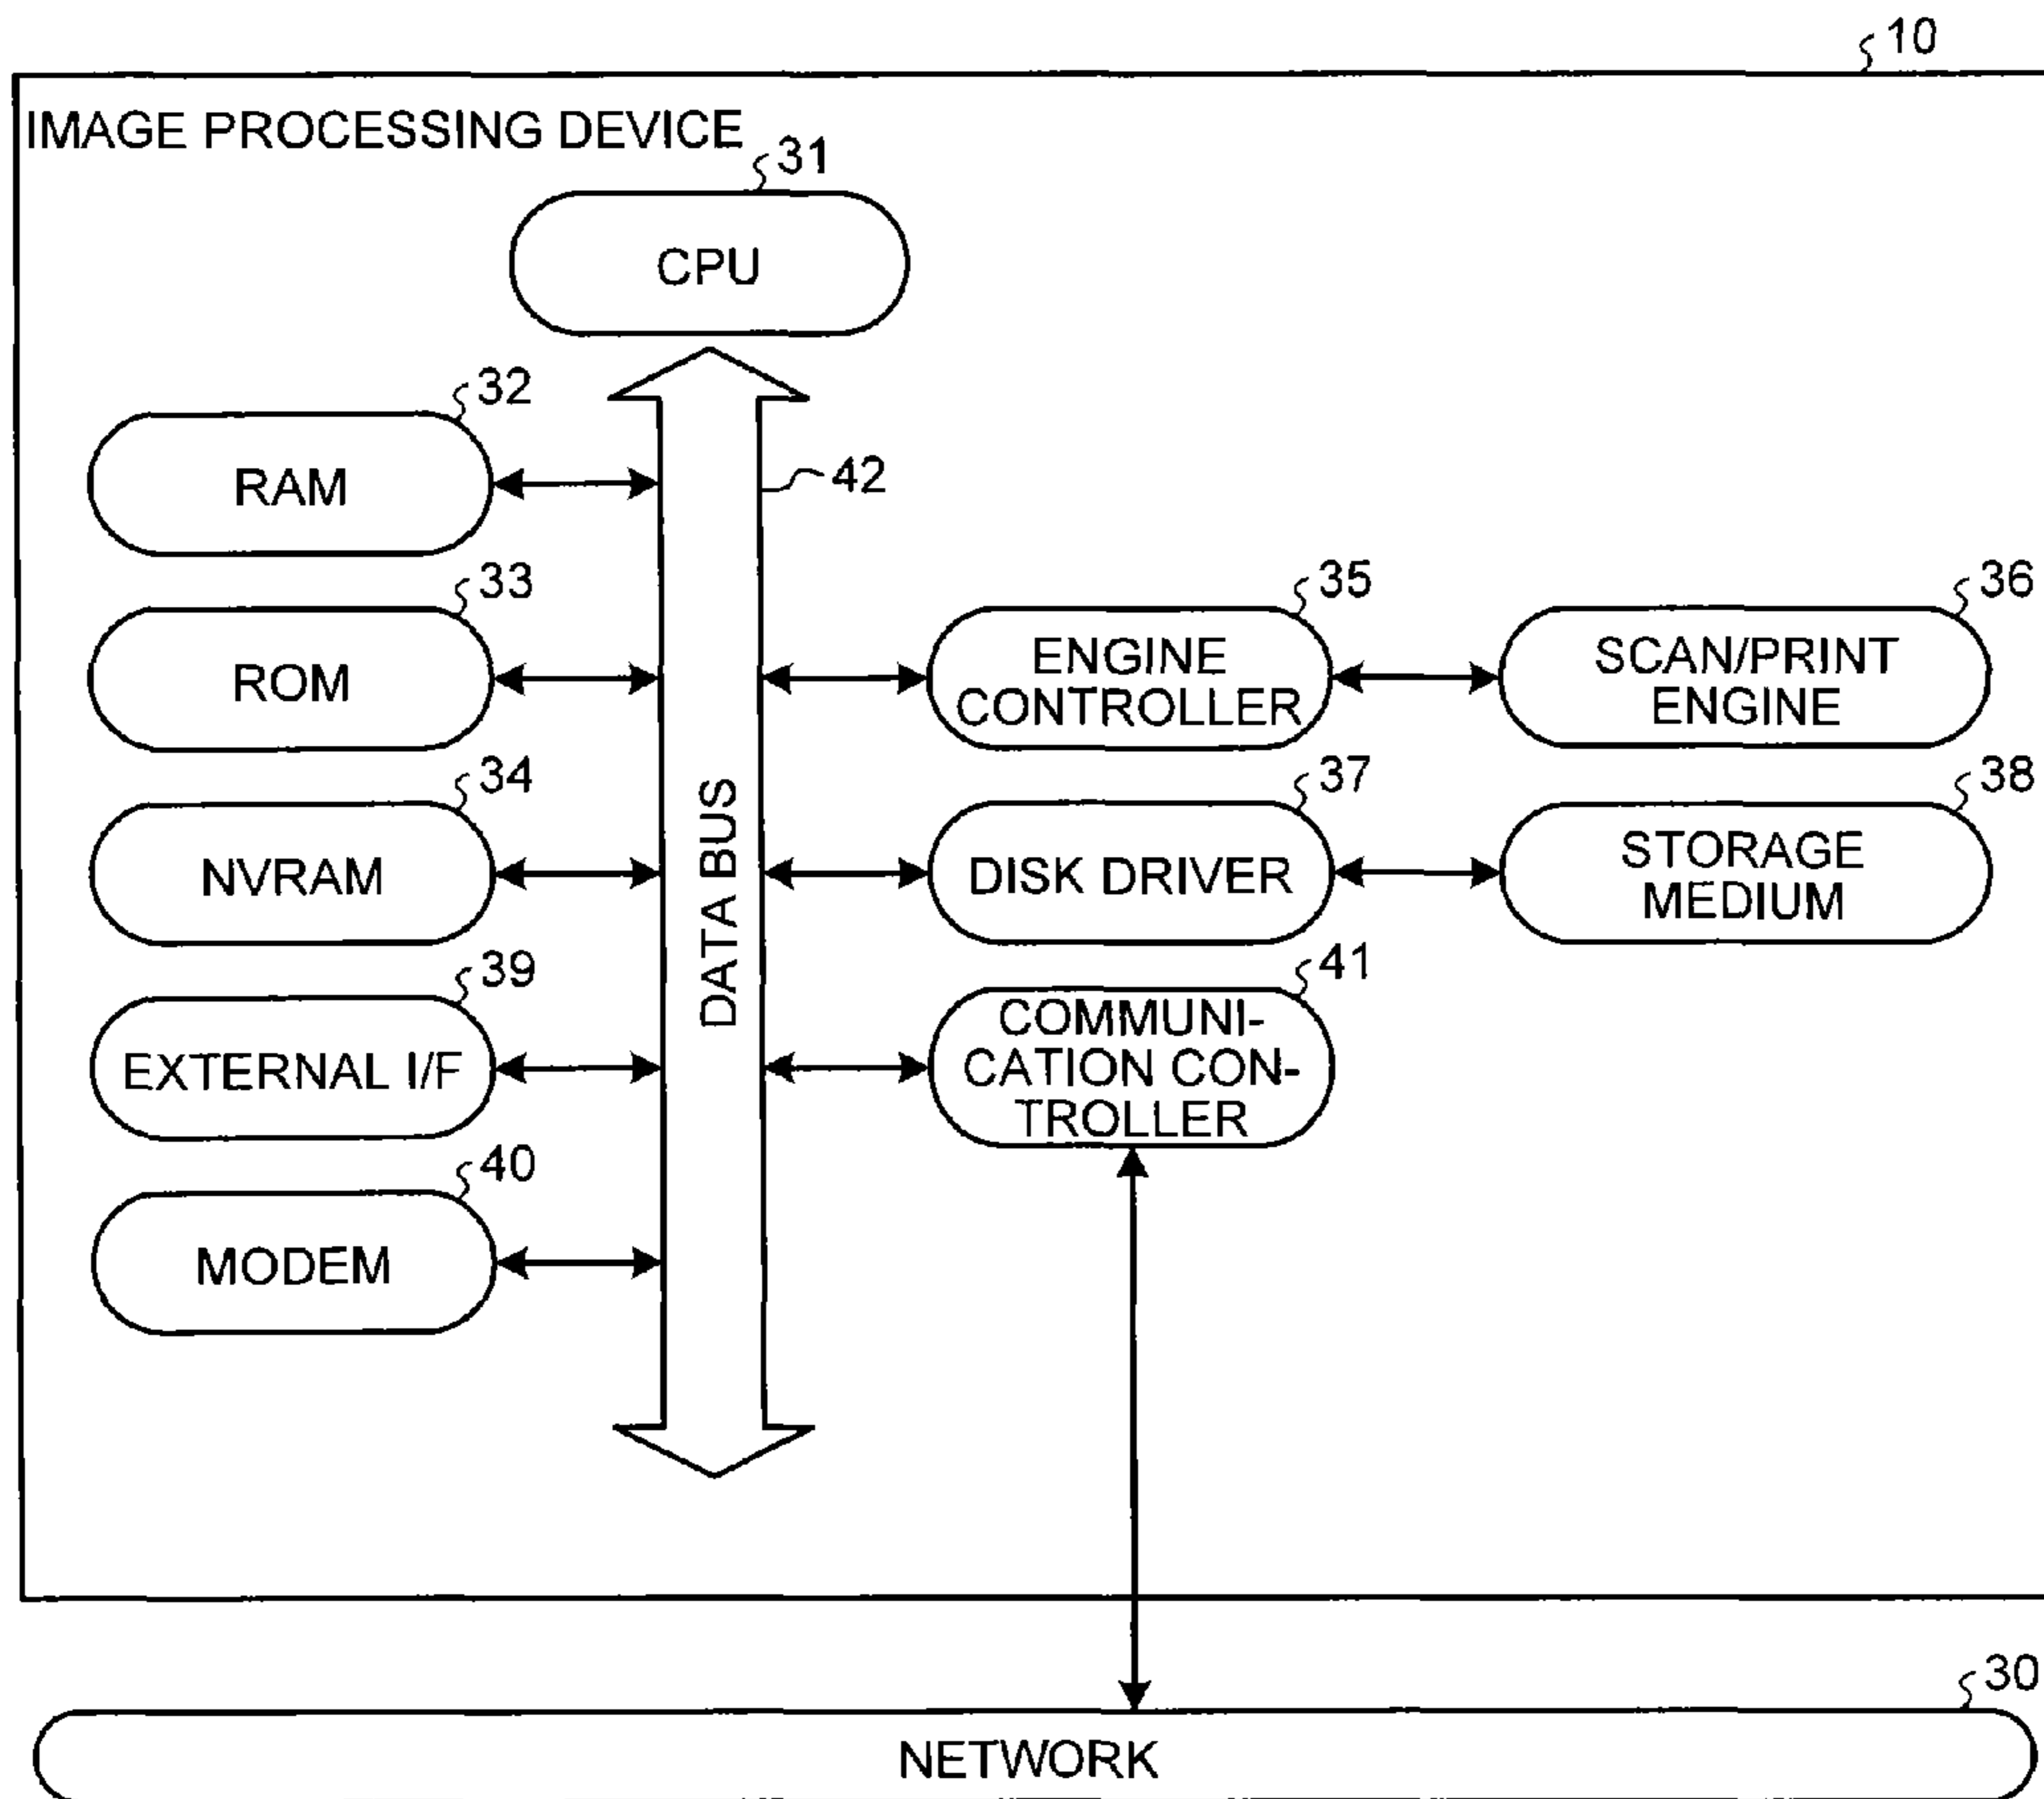 10
IMAGE PROCESSING DEVICE
31
CPU
32
RAM
42
33
ROM
35
ENGINE
CONTROLLER
36
SCAN/PRINT
ENGINE
34
NVRAM
DATA BUS
37
DISK DRIVER
38
STORAGE
MEDIUM
39
EXTERNAL I/F
41
COMMUNI-
CATION CON-
TROLLER
40
MODEM
30
NETWORK